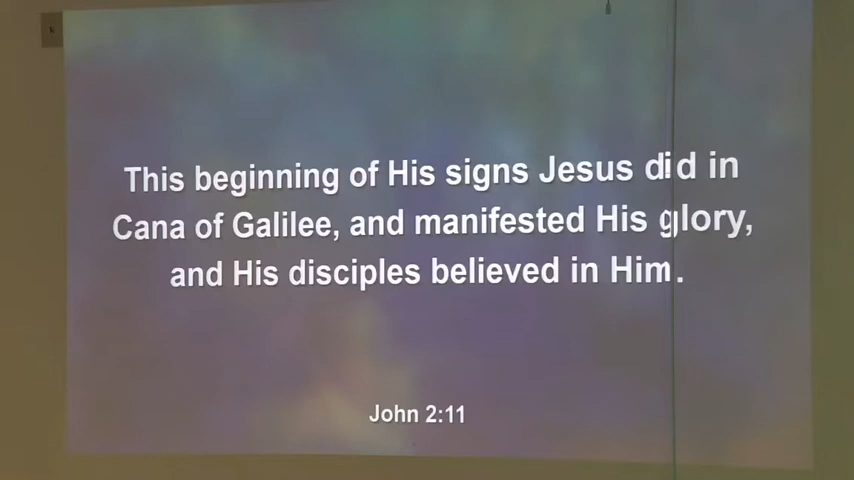 This beginning of His signs Jesus did in
Cana of Galilee, and manifested His glory,
and His disciples believed in Him.
John 2:11